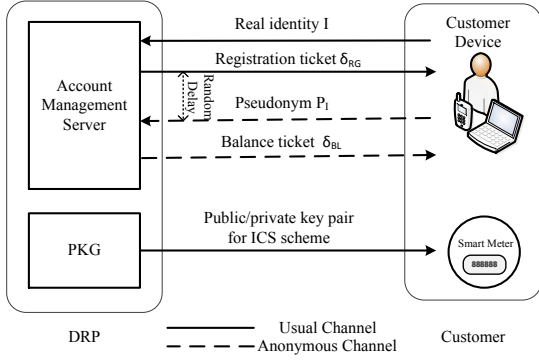 Real identity I
Customer
Device
Registration ticket δRG
Account
Management
Server
Random
Delay
Pseudonym PI
Balance ticket δBL
Public/private key pair
for ICS scheme
PKG
Smart Meter
888888
DRP
Usual Channel
Anonymous Channel
Customer